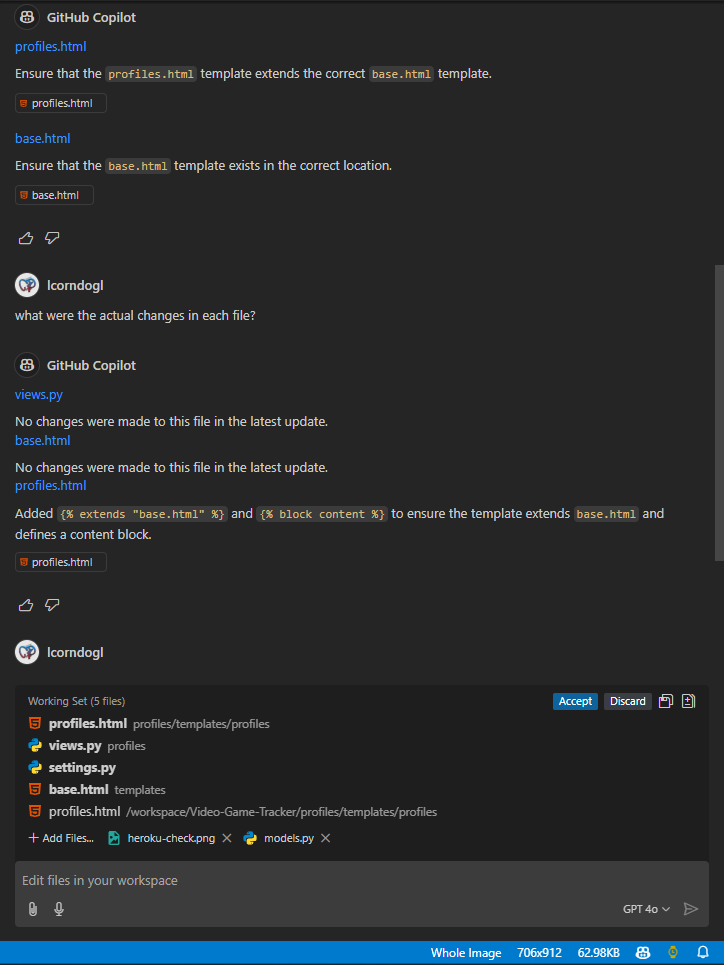 GitHub Copilot
profiles.html
Ensure that the profiles.html template extends the correct base.html template.
profiles.html
base.html
Ensure that the base.html template exists in the correct location.
base.html
lcorndogl
what were the actual changes in each file?
GitHub Copilot
views.py
No changes were made to this file in the latest update.
base.html
No changes were made to this file in the latest update.
profiles.html
Added {% extends "base.html" %} and {% block content %} to ensure the template extends base.html and
defines a content block.
profiles.html
lcorndogl
Working Set (5 files) Accept Discard
profiles.html profiles/templates/profiles
views.py profiles
settings.py
base.html templates
profiles.html /workspace/Video-Game-Tracker/profiles/templates/profiles
+ Add Files... heroku-check.png × models.py ×
Edit files in your workspace
GPT 4o
Whole Image 706x912 62.98KB